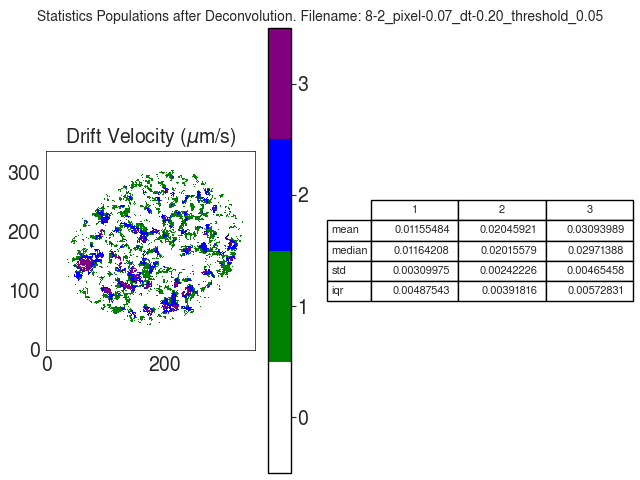 Statistics Populations after Deconvolution. Filename: 8-2_pixel-0.07_dt-0.20_threshold_0.05
Drift Velocity (μm/s)
300
200
100
0
0 200
3
2
1
0
1 2 3
mean 0.01155484 0.02045921 0.03093989
median 0.01164208 0.02015579 0.02971388
std 0.00309975 0.00242226 0.00465458
iqr 0.00487543 0.00391816 0.00572831